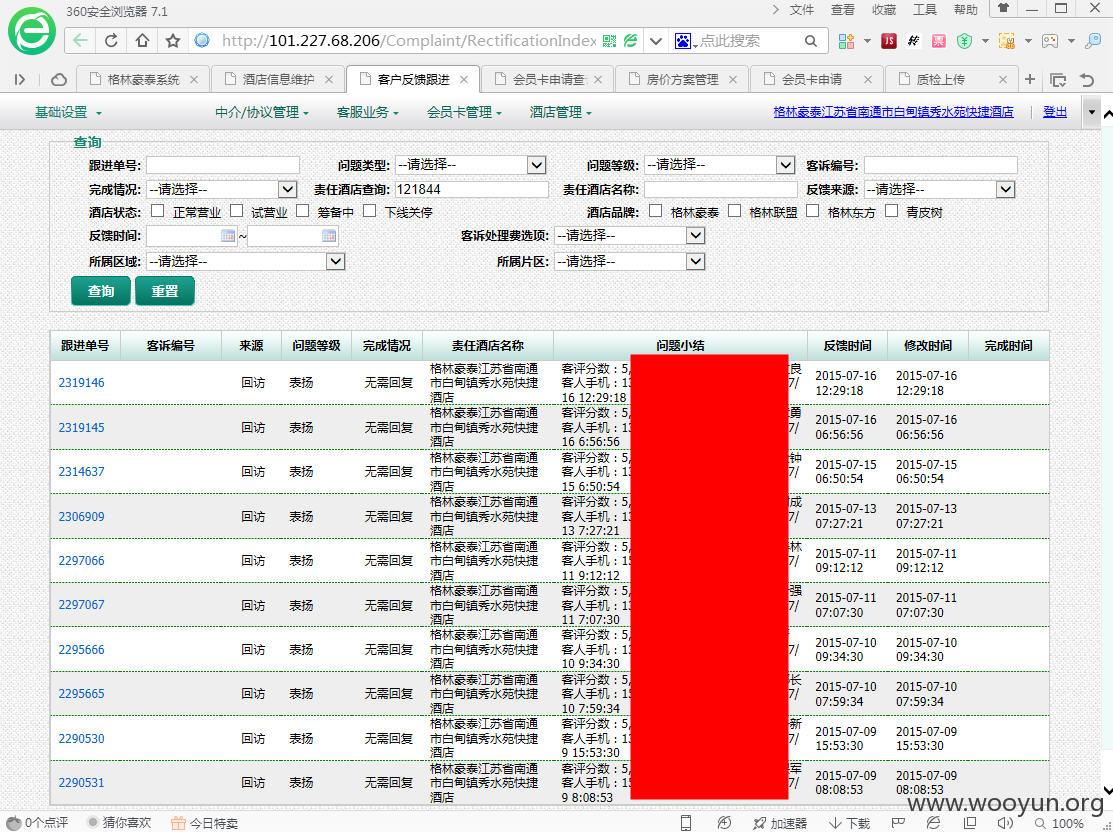 360安全浏览器 7.1
文件 查看 收藏 工具 帮助
http://101.227.68.206/Complaint/RectificationIndex 点此搜索
格林豪泰系统 酒店信息维护 客户反馈跟进 会员卡申请查 房价方案管理 会员卡申请 质检上传
基础设置 中介/协议管理 客服业务 会员卡管理 酒店管理 格林豪泰江苏省南通市白甸镇秀水苑快捷酒店 登出
查询
跟进单号: 问题类型: --请选择-- 问题等级: --请选择-- 客诉编号:
完成情况: --请选择-- 责任酒店查询: 121844 责任酒店名称: 反馈来源: --请选择--
酒店状态: 正常营业 试营业 筹备中 下线关停 酒店品牌: 格林豪泰 格林联盟 格林东方 青皮树
反馈时间: ~ 客诉处理费选项: --请选择--
所属区域: --请选择-- 所属片区: --请选择--
查询 重置
跟进单号 客诉编号 来源 问题等级 完成情况 责任酒店名称 问题小结 反馈时间 修改时间 完成时间
2319146 回访 表扬 无需回复 格林豪泰江苏省南通市白甸镇秀水苑快捷酒店 客评分数：5, 良
客人手机：13 7/
16 12:29:18 2015-07-16 12:29:18 2015-07-16 12:29:18
2319145 回访 表扬 无需回复 格林豪泰江苏省南通市白甸镇秀水苑快捷酒店 客评分数：5, 勇
客人手机：13 7/
16 6:56:56 2015-07-16 06:56:56 2015-07-16 06:56:56
2314637 回访 表扬 无需回复 格林豪泰江苏省南通市白甸镇秀水苑快捷酒店 客评分数：5, 钟
客人手机：13 7/
15 6:50:54 2015-07-15 06:50:54 2015-07-15 06:50:54
2306909 回访 表扬 无需回复 格林豪泰江苏省南通市白甸镇秀水苑快捷酒店 客评分数：5, 成
客人手机：13 7/
13 7:27:21 2015-07-13 07:27:21 2015-07-13 07:27:21
2297066 回访 表扬 无需回复 格林豪泰江苏省南通市白甸镇秀水苑快捷酒店 客评分数：5, 林
客人手机：15 7/
11 9:12:12 2015-07-11 09:12:12 2015-07-11 09:12:12
2297067 回访 表扬 无需回复 格林豪泰江苏省南通市白甸镇秀水苑快捷酒店 客评分数：5, 强
客人手机：13 7/
11 7:07:30 2015-07-11 07:07:30 2015-07-11 07:07:30
2295666 回访 表扬 无需回复 格林豪泰江苏省南通市白甸镇秀水苑快捷酒店 客评分数：5,
客人手机：13 7/
10 9:34:30 2015-07-10 09:34:30 2015-07-10 09:34:30
2295665 回访 表扬 无需回复 格林豪泰江苏省南通市白甸镇秀水苑快捷酒店 客评分数：5, 长
客人手机：15 7/
10 7:59:34 2015-07-10 07:59:34 2015-07-10 07:59:34
2290530 回访 表扬 无需回复 格林豪泰江苏省南通市白甸镇秀水苑快捷酒店 客评分数：5, 新
客人手机：13 7/
9 15:53:30 2015-07-09 15:53:30 2015-07-09 15:53:30
2290531 回访 表扬 无需回复 格林豪泰江苏省南通市白甸镇秀水苑快捷酒店 客评分数：5, 军
客人手机：15 7/
9 8:08:53 2015-07-09 08:08:53 2015-07-09 08:08:53
www.wooyun.org
0个点评 猜你喜欢 今日特卖 加速器 下载 100%